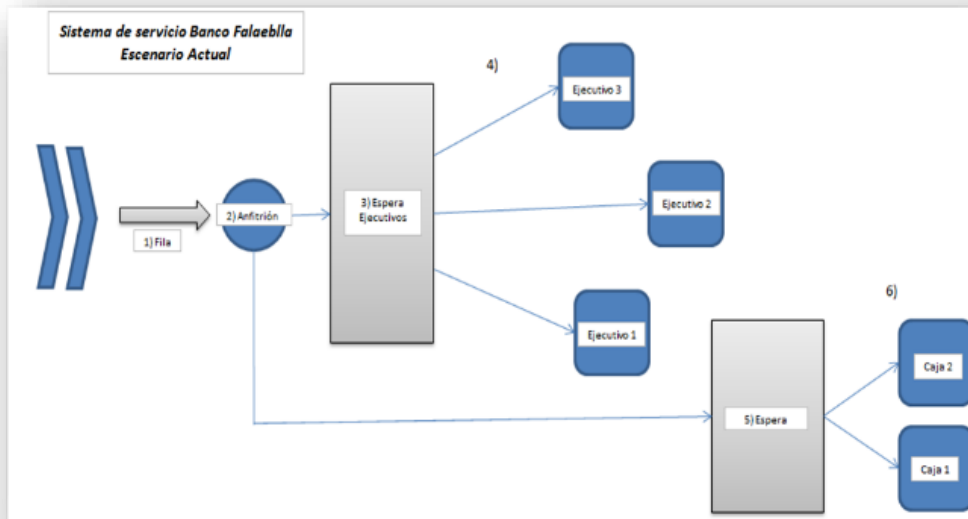 Sistema de servicio Banco Falaeblla
Escenario Actual
4)
Ejecutivo 3
3) Espera
Ejecutivos
Ejecutivo 2
2) Anfitrión
1) Fila
6)
Ejecutivo 1
Caja 2
5) Espera
Caja 1